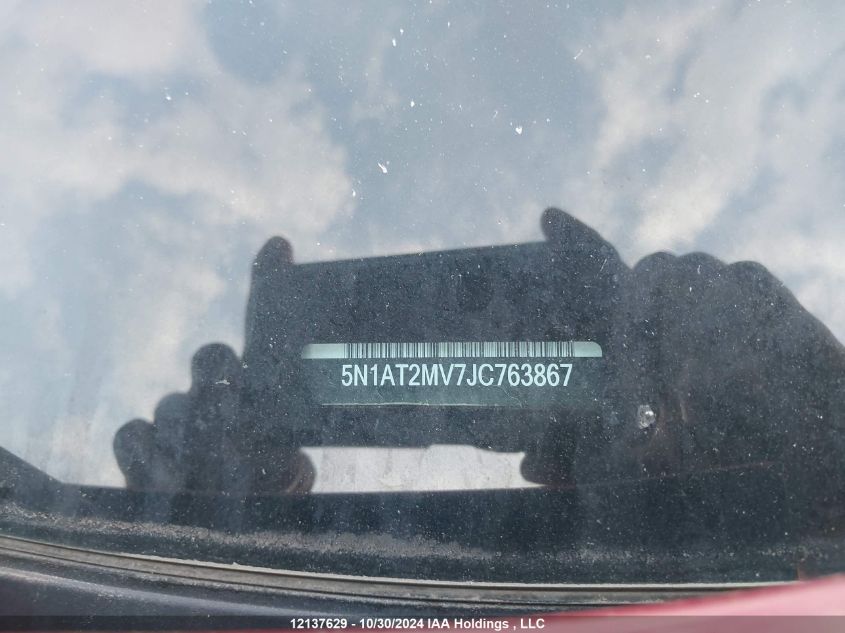 5N1AT2MV7JC763867
12137629 - 10/30/2024 IAA Holdings , LLC